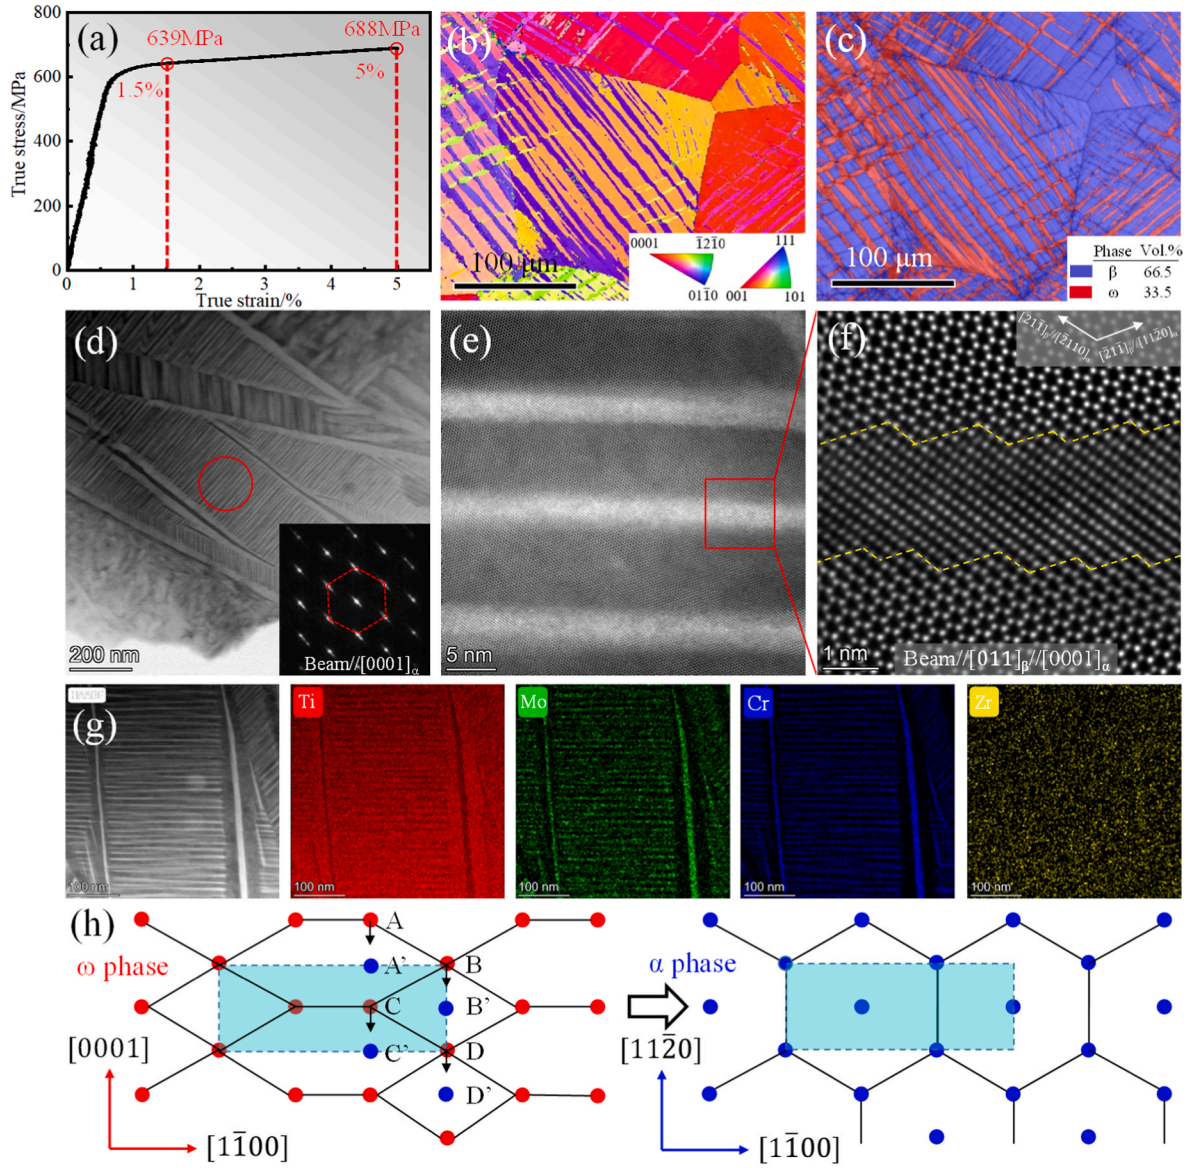 (a)
800
600
400
200
0
True stress/MPa
639MPa
1.5%
688MPa
5%
0 1 2 3 4 5
True strain/%
(b)
100 μm
0001 1̅21̅0
011̅0
111
001 101
(c)
100 μm
Phase Vol.%
β 66.5
ω 33.5
(d)
200 nm
Beam//[0001]α
(e)
5 nm
(f)
1 nm
Beam//[011]β//[0001]α
(g)
100 nm
Ti
100 nm
Mo
100 nm
Cr
100 nm
Zr
100 nm
(h)
ω phase
A
A'
B
C
B'
C'
D
D'
[0001]
[11̅00]
α phase
[112̅0]
[11̅00]